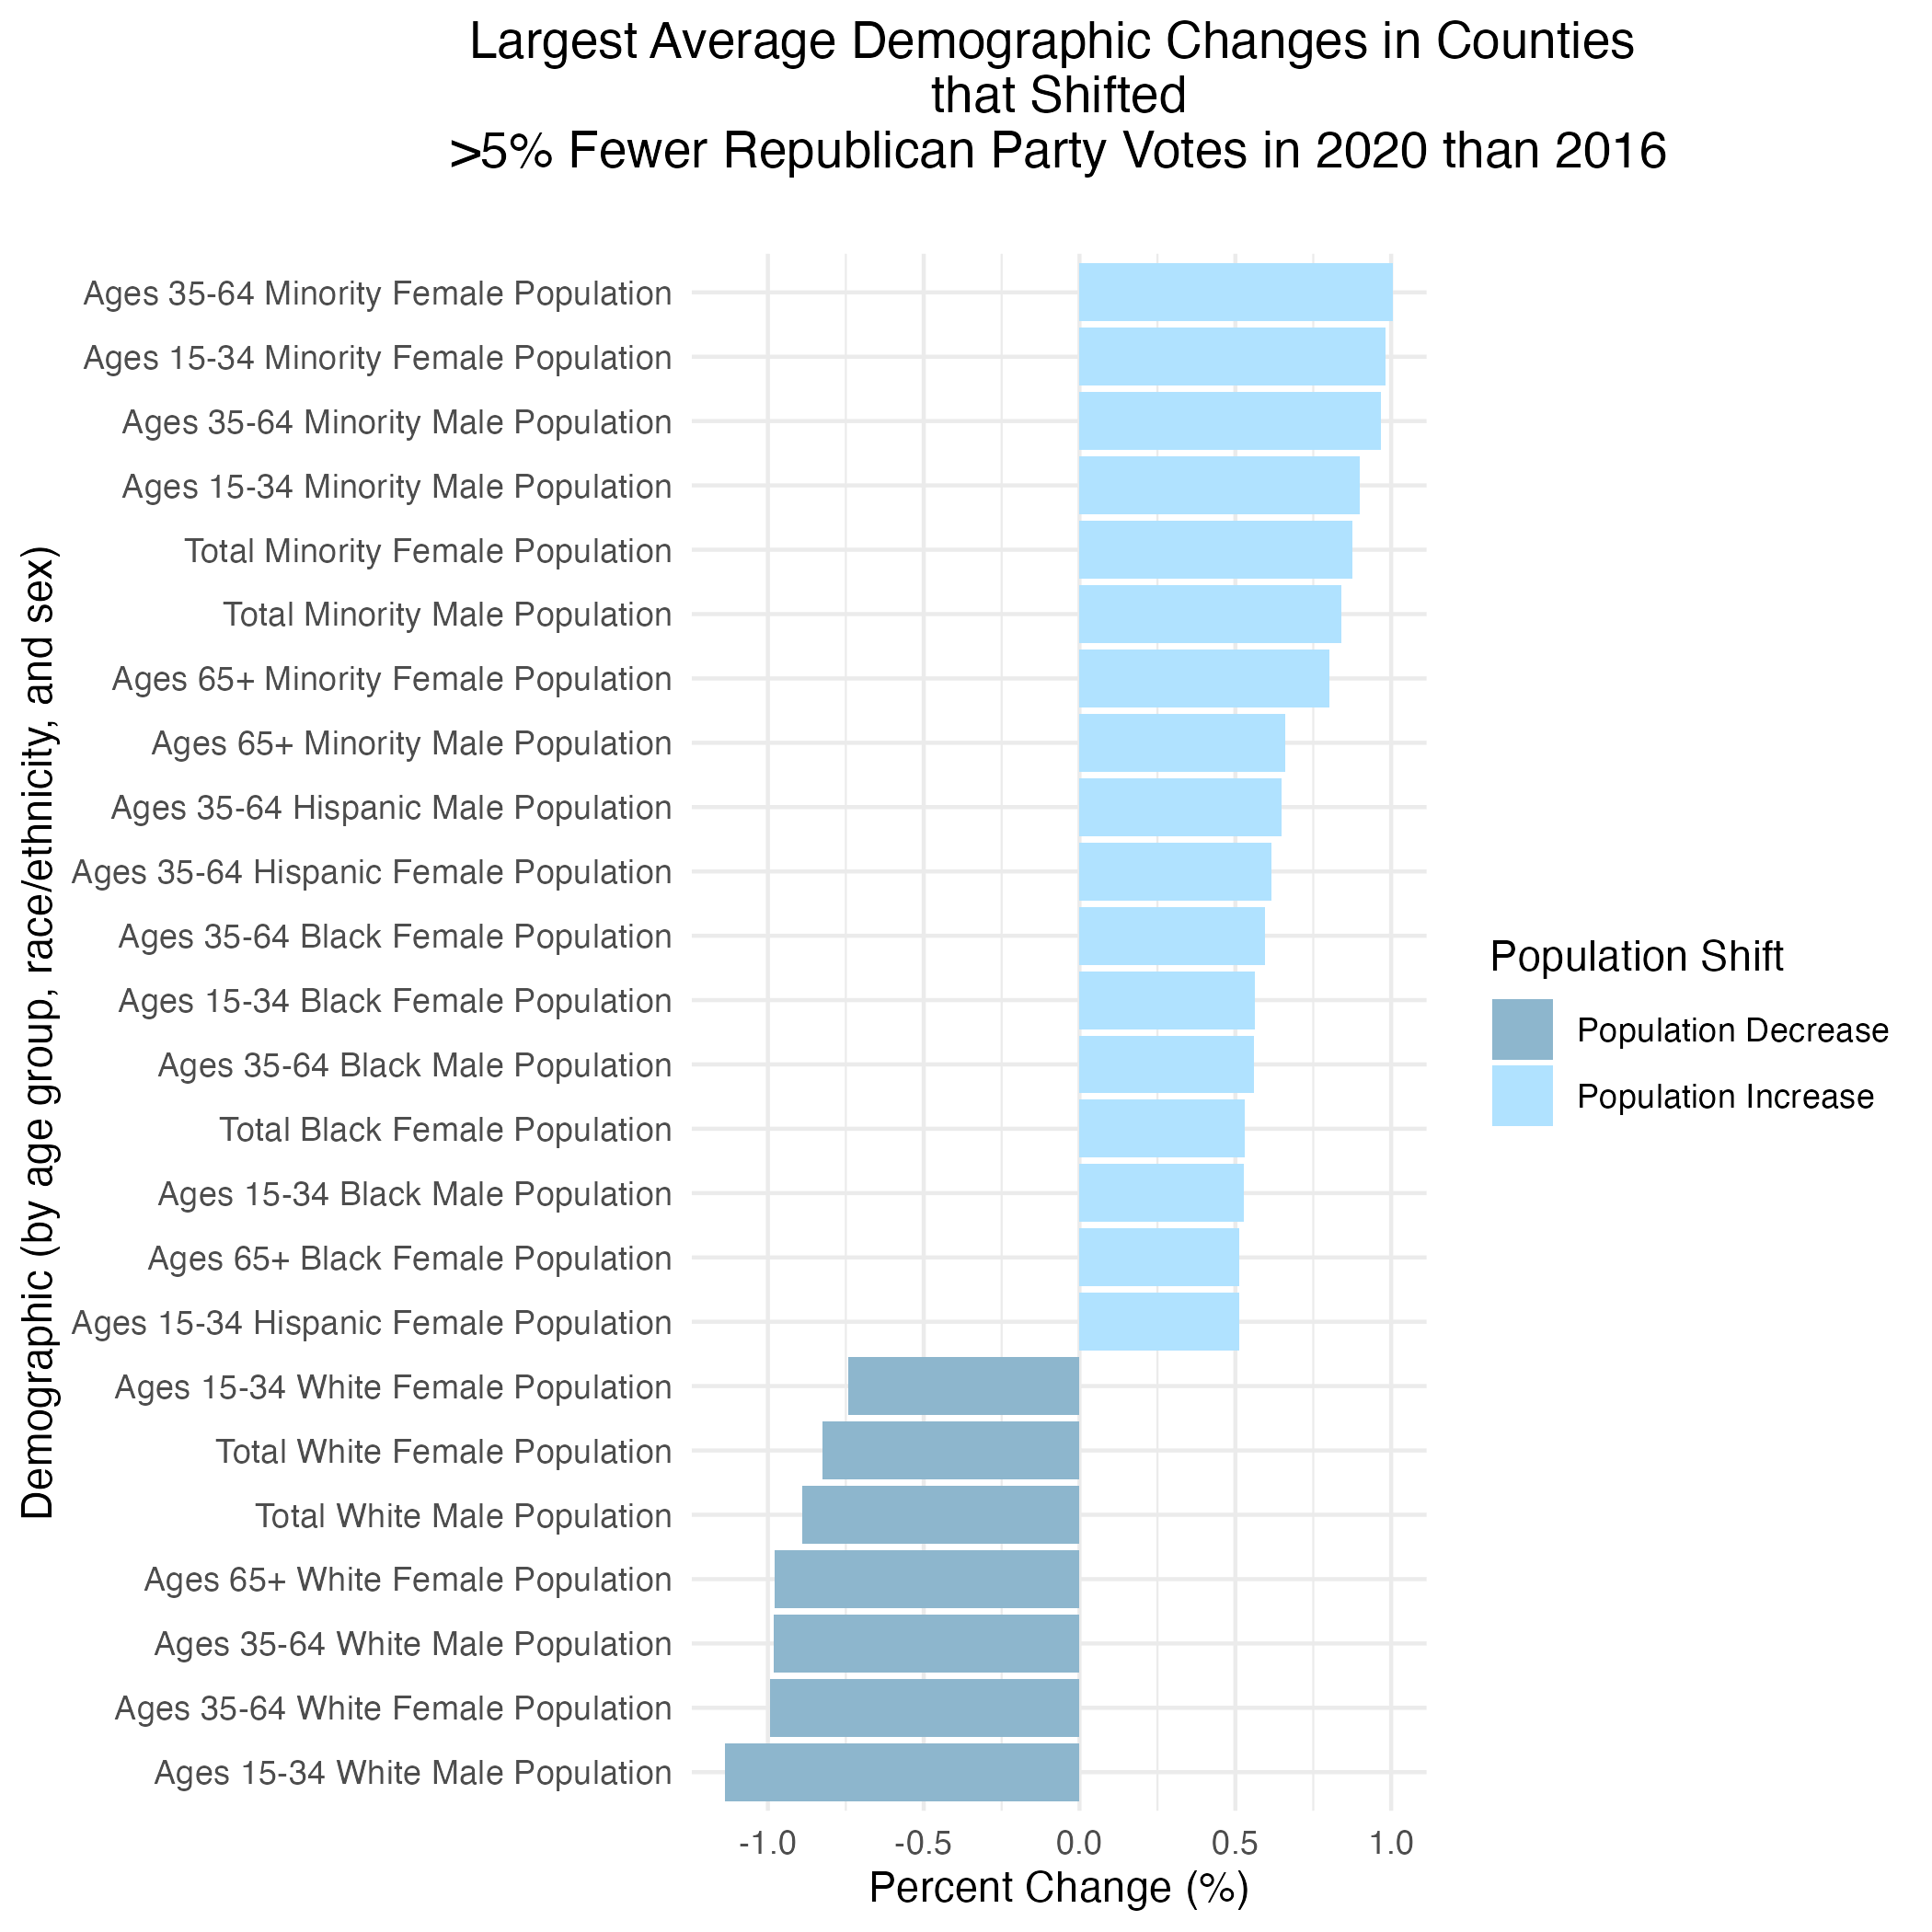 Largest Average Demographic Changes in Counties
that Shifted
>5% Fewer Republican Party Votes in 2020 than 2016
Demographic (by age group, race/ethnicity, and sex)
Ages 35-64 Minority Female Population
Ages 15-34 Minority Female Population
Ages 35-64 Minority Male Population
Ages 15-34 Minority Male Population
Total Minority Female Population
Total Minority Male Population
Ages 65+ Minority Female Population
Ages 65+ Minority Male Population
Ages 35-64 Hispanic Male Population
Ages 35-64 Hispanic Female Population
Ages 35-64 Black Female Population
Ages 15-34 Black Female Population
Ages 35-64 Black Male Population
Total Black Female Population
Ages 15-34 Black Male Population
Ages 65+ Black Female Population
Ages 15-34 Hispanic Female Population
Ages 15-34 White Female Population
Total White Female Population
Total White Male Population
Ages 65+ White Female Population
Ages 35-64 White Male Population
Ages 35-64 White Female Population
Ages 15-34 White Male Population
-1.0 -0.5 0.0 0.5 1.0
Percent Change (%)
Population Shift
Population Decrease
Population Increase